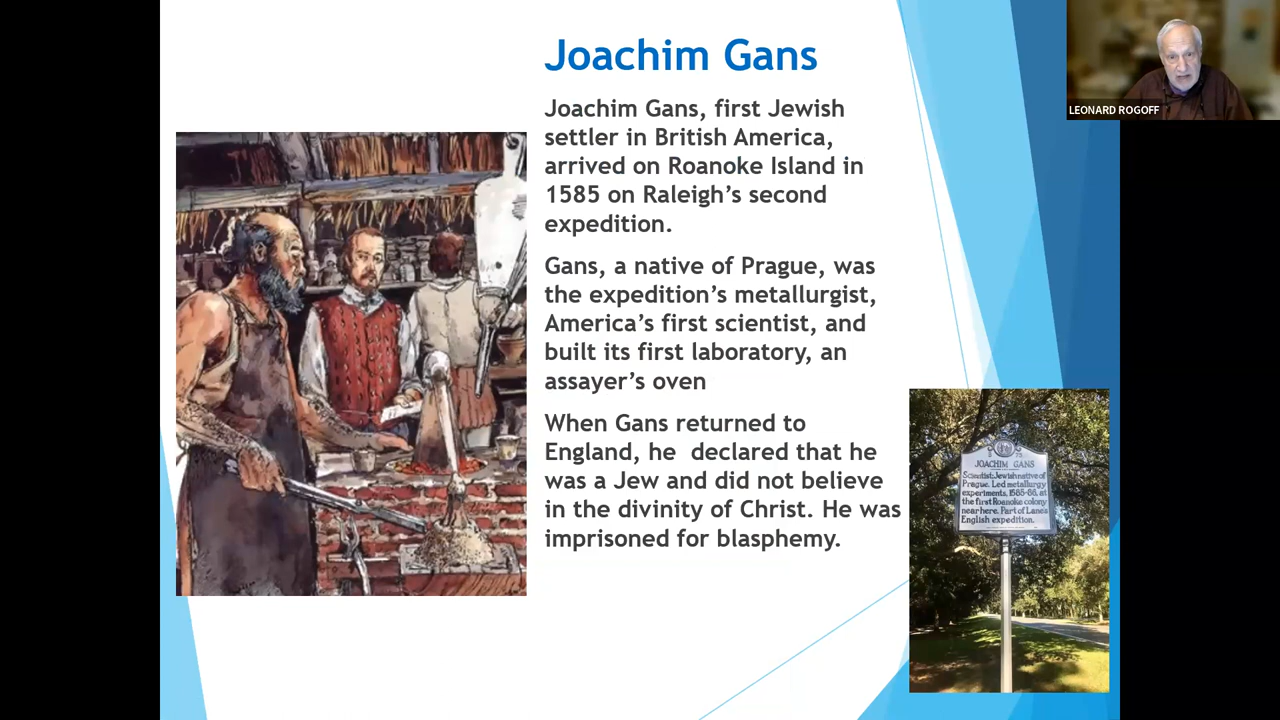 Joachim Gans
LEONARD ROGOFF
Joachim Gans, first Jewish
settler in British America,
arrived on Roanoke Island in
1585 on Raleigh’s second
expedition.
Gans, a native of Prague, was
the expedition’s metallurgist,
America’s first scientist, and
built its first laboratory, an
assayer’s oven
When Gans returned to
England, he  declared that he
was a Jew and did not believe
in the divinity of Christ. He was
imprisoned for blasphemy.
JOACHIM GANS
Scientist; Jewish native of
Prague. Led metallurgy
experiments, 1585-86, at
the first Roanoke colony
near here. Part of Lane's
English expedition.